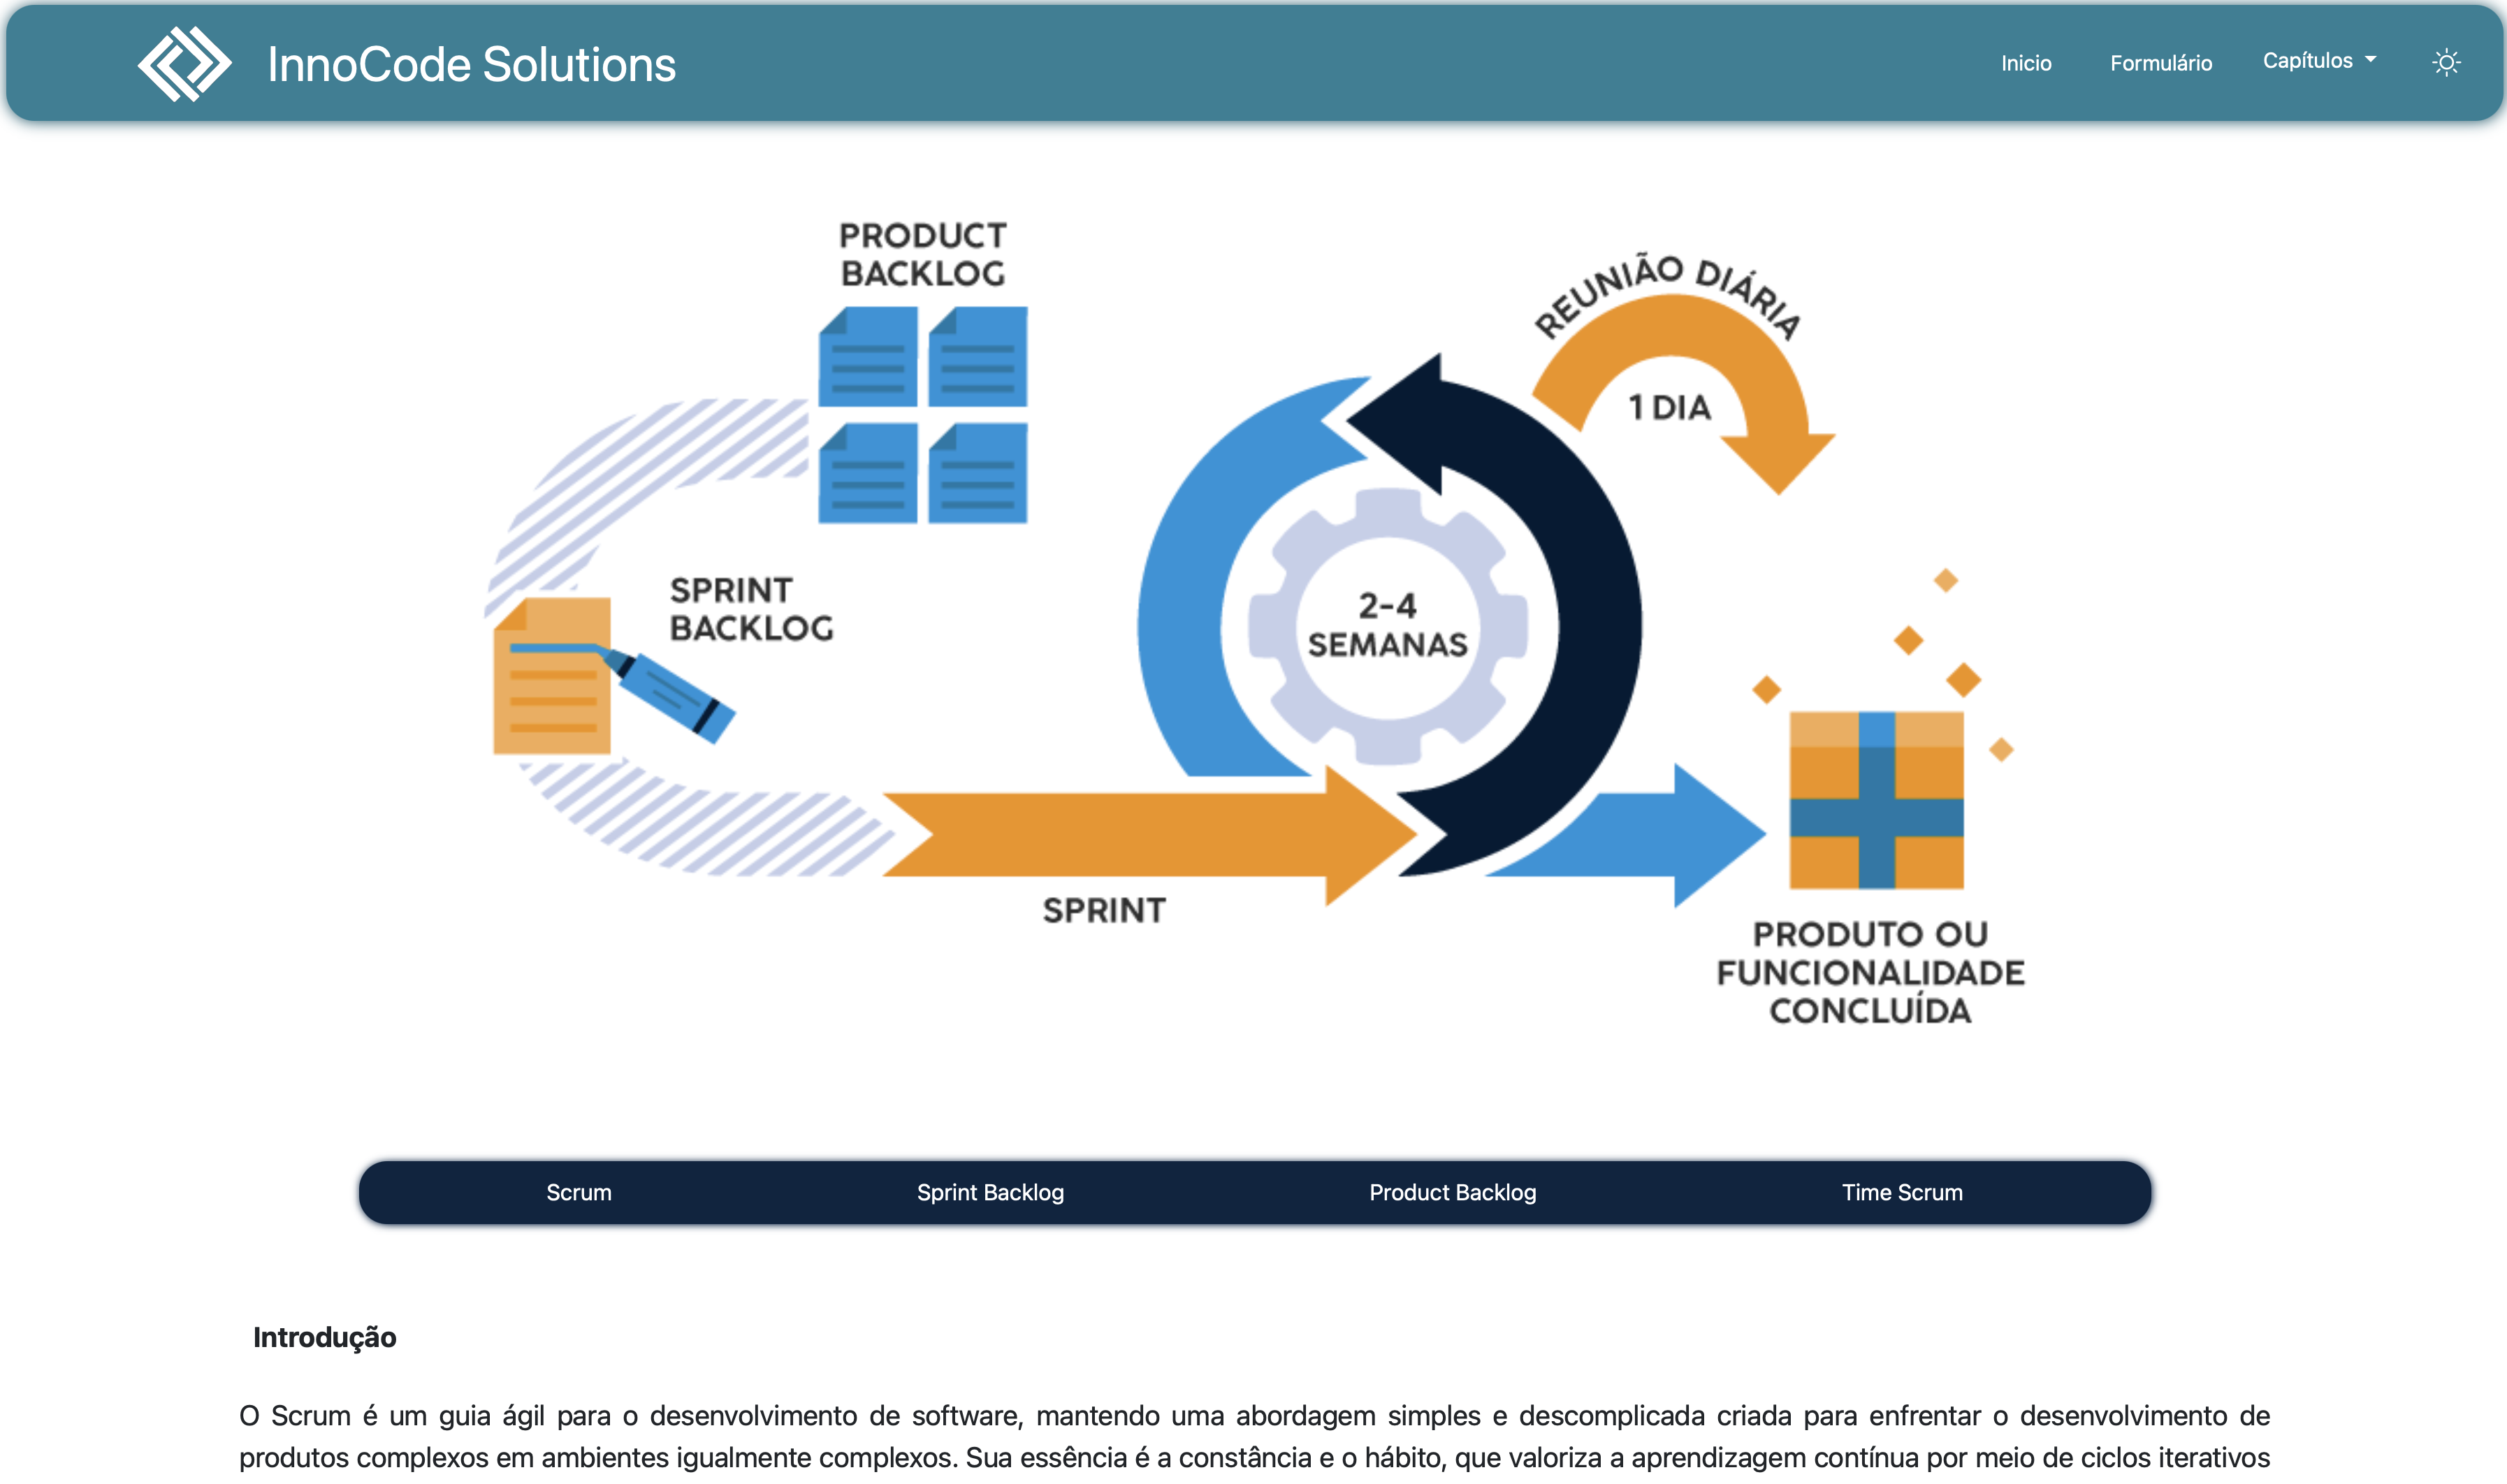 InnoCode Solutions
Inicio
Formulário
Capítulos
PRODUCT
BACKLOG
REUNIÃO DIÁRIA
1 DIA
SPRINT
BACKLOG
2-4
SEMANAS
SPRINT
PRODUTO OU
FUNCIONALIDADE
CONCLUÍDA
Scrum
Sprint Backlog
Product Backlog
Time Scrum
Introdução
O Scrum é um guia ágil para o desenvolvimento de software, mantendo uma abordagem simples e descomplicada criada para enfrentar o desenvolvimento de
produtos complexos em ambientes igualmente complexos. Sua essência é a constância e o hábito, que valoriza a aprendizagem contínua por meio de ciclos iterativos